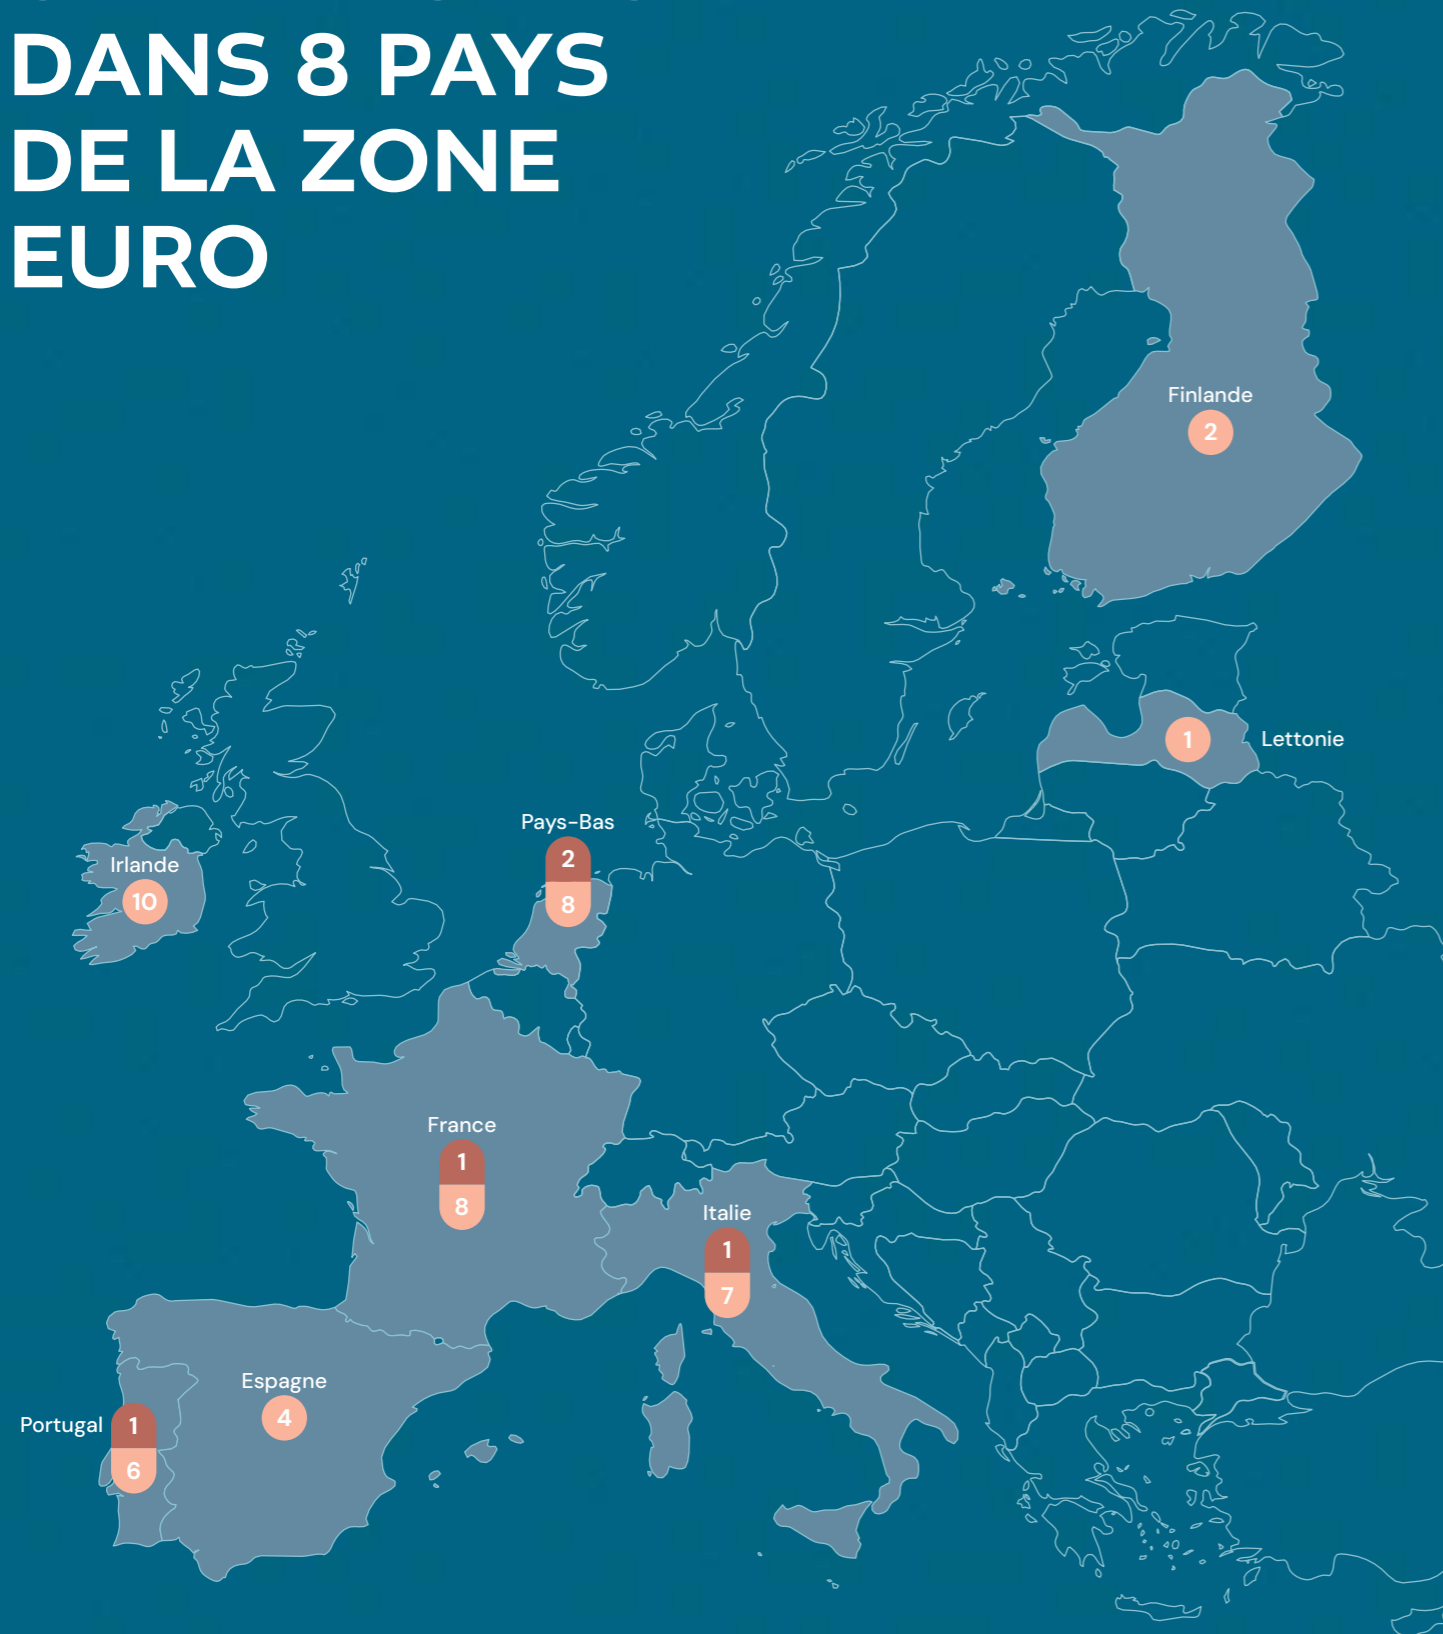 DANS 8 PAYS
DE LA ZONE
EURO
Finlande
2
1
Lettonie
Pays-Bas
2
8
Irlande
10
France
1
8
Italie
1
7
Espagne
4
Portugal
1
6